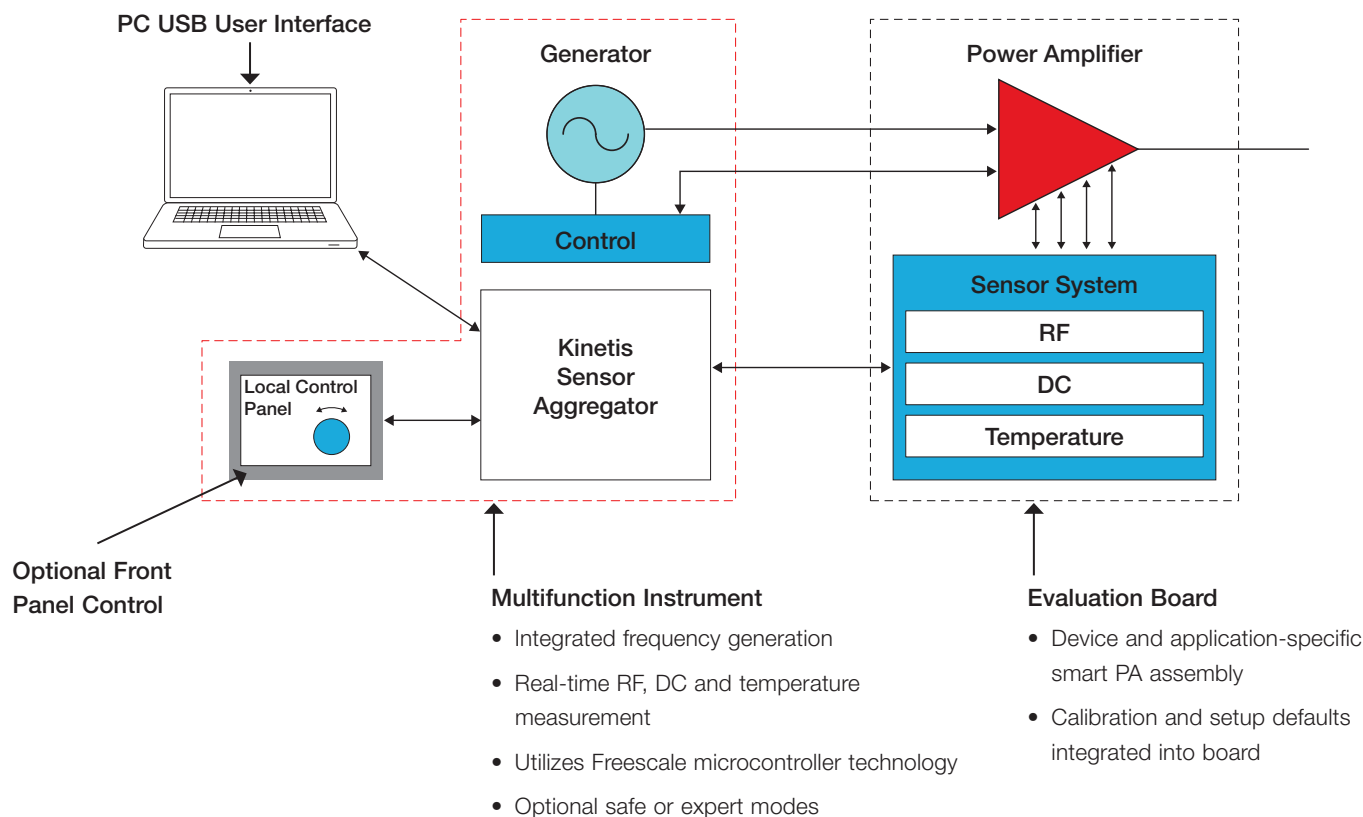 PC USB User Interface
Generator
Power Amplifier
Control
Sensor System
RF
DC
Temperature
Kinetis
Sensor
Aggregator
Local Control
Panel
Optional Front
Panel Control
Multifunction Instrument
• Integrated frequency generation
• Real-time RF, DC and temperature
measurement
• Utilizes Freescale microcontroller technology
• Optional safe or expert modes
Evaluation Board
• Device and application-specific
smart PA assembly
• Calibration and setup defaults
integrated into board